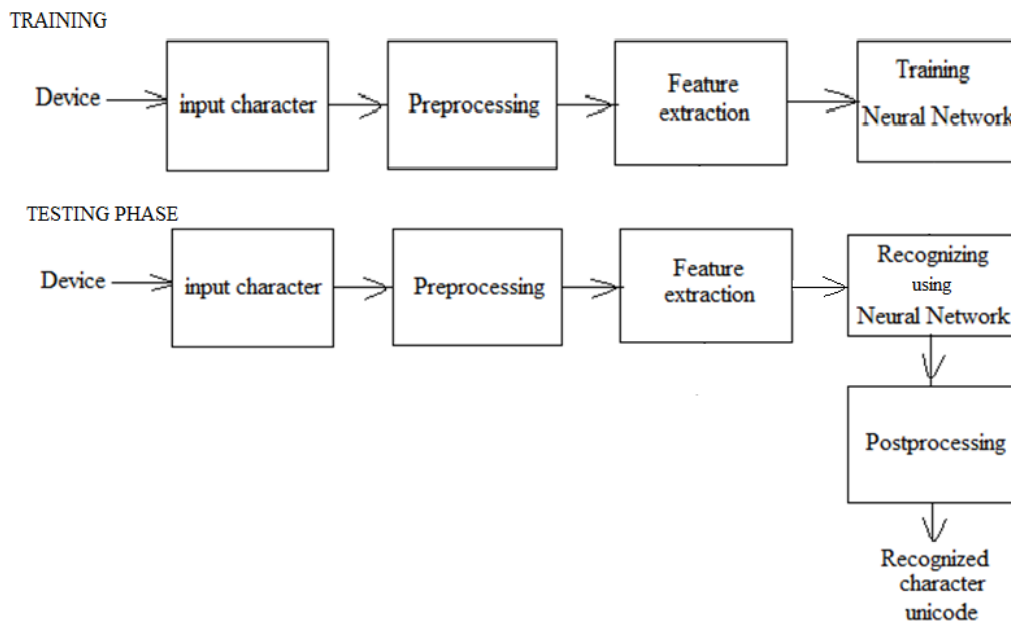 TRAINING
Device
input character
Preprocessing
Feature
extraction
Training
Neural Network
TESTING PHASE
Device
input character
Preprocessing
Feature
extraction
Recognizing
using
Neural Network
Postprocessing
Recognized
character
unicode